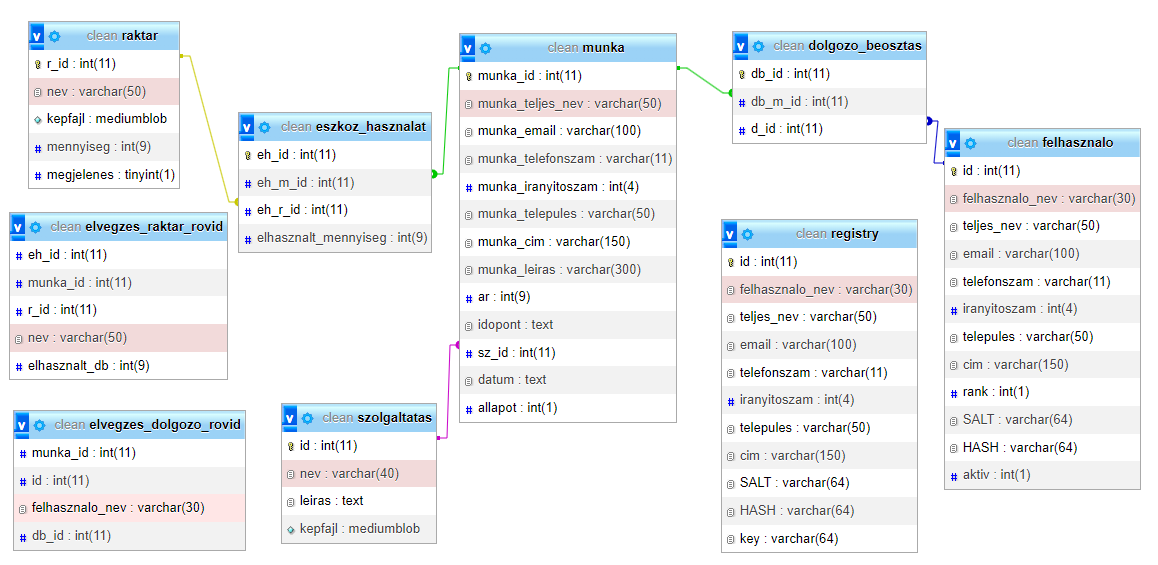 v clean raktar
r_id : int(11)
nev : varchar(50)
kepfajl : mediumblob
# mennyiseg : int(9)
# megjelenes : tinyint(1)
v clean elvegzes_raktar_rovid
# eh_id : int(11)
# munka_id : int(11)
# r_id : int(11)
nev : varchar(50)
# elhasznalt_db : int(9)
v clean elvegzes_dolgozo_rovid
# munka_id : int(11)
# id : int(11)
felhasznalo_nev : varchar(30)
# db_id : int(11)
v clean eszkoz_hasznalat
eh_id : int(11)
# eh_m_id : int(11)
# eh_r_id : int(11)
# elhasznalt_mennyiseg : int(9)
v clean szolgaltatas
id : int(11)
nev : varchar(40)
leiras : text
kepfajl : mediumblob
v clean munka
munka_id : int(11)
munka_teljes_nev : varchar(50)
munka_email : varchar(100)
munka_telefonszam : varchar(11)
# munka_iranyitoszam : int(4)
munka_telepules : varchar(50)
munka_cim : varchar(150)
munka_leiras : varchar(300)
# ar : int(9)
idopont : text
# sz_id : int(11)
datum : text
# allapot : int(1)
v clean dolgozo_beosztas
db_id : int(11)
# db_m_id : int(11)
# d_id : int(11)
v clean registry
id : int(11)
felhasznalo_nev : varchar(30)
teljes_nev : varchar(50)
email : varchar(100)
telefonszam : varchar(11)
# iranyitoszam : int(4)
telepules : varchar(50)
cim : varchar(150)
SALT : varchar(64)
HASH : varchar(64)
key : varchar(64)
v clean felhasznalo
id : int(11)
felhasznalo_nev : varchar(30)
teljes_nev : varchar(50)
email : varchar(100)
telefonszam : varchar(11)
# iranyitoszam : int(4)
telepules : varchar(50)
cim : varchar(150)
# rank : int(1)
SALT : varchar(64)
HASH : varchar(64)
# aktiv : int(1)